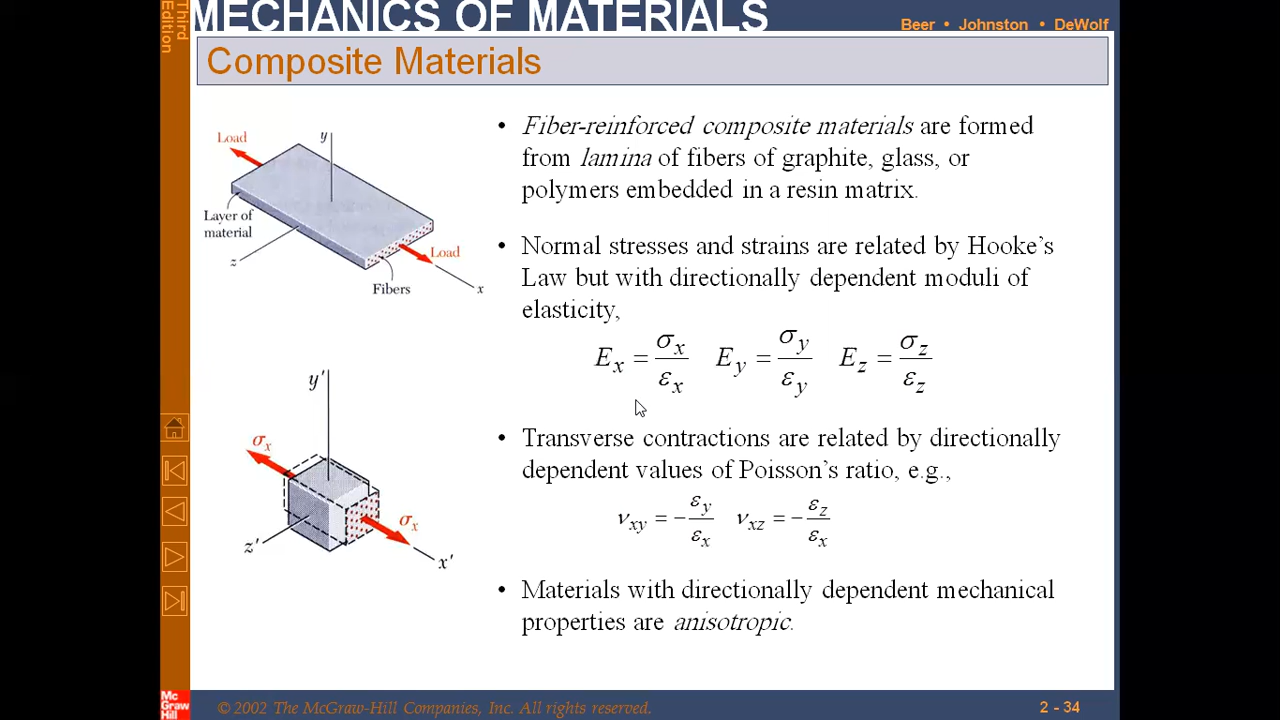 Third
Edition
MECHANICS OF MATERIALS
Beer • Johnston • DeWolf
Composite Materials
Load
y
Layer of
material
z
Load
Fibers
x
• Fiber-reinforced composite materials are formed
from lamina of fibers of graphite, glass, or
polymers embedded in a resin matrix.
• Normal stresses and strains are related by Hooke's
Law but with directionally dependent moduli of
elasticity,
E_x = σ_x/ε_x   E_y = σ_y/ε_y   E_z = σ_z/ε_z
y′
σ_x
σ_x
z′
x′
• Transverse contractions are related by directionally
dependent values of Poisson's ratio, e.g.,
ν_xy = −ε_y/ε_x   ν_xz = −ε_z/ε_x
• Materials with directionally dependent mechanical
properties are anisotropic.
Mc
Graw
Hill
© 2002 The McGraw-Hill Companies, Inc. All rights reserved.
2 - 34